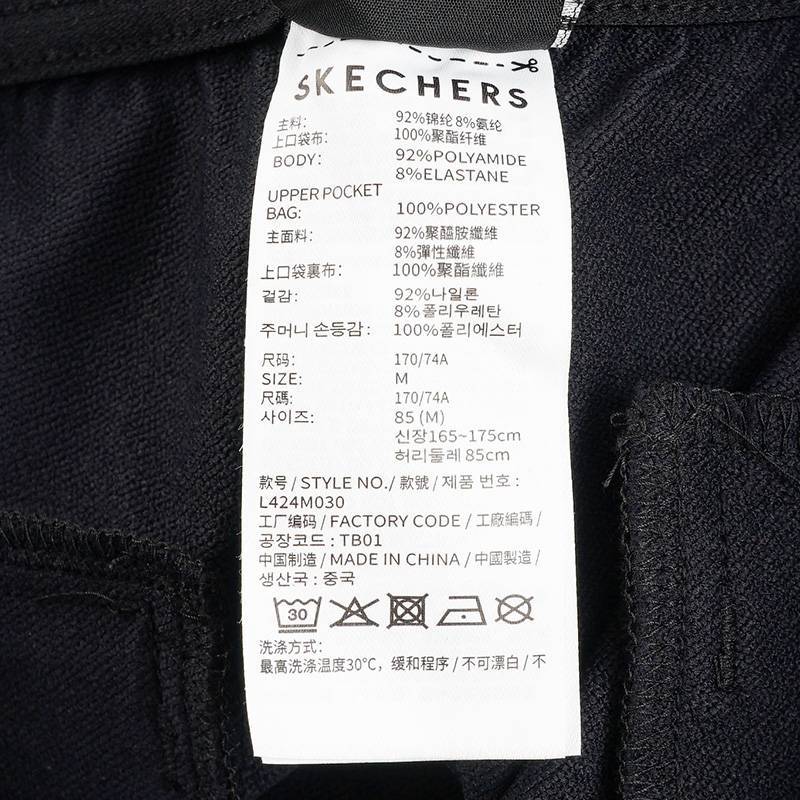 SKECHERS
主料: 92%锦纶 8%氨纶
上口袋布: 100%聚酯纤维
BODY: 92%POLYAMIDE
8%ELASTANE
UPPER POCKET
BAG: 100%POLYESTER
主面料: 92%聚醯胺纖維
8%彈性纖維
上口袋裏布: 100%聚酯纖維
겉감: 92%나일론
8%폴리우레탄
주머니 손등감: 100%폴리에스터
尺码: 170/74A
SIZE: M
尺碼: 170/74A
사이즈: 85 (M)
신장165~175cm
허리둘레 85cm
款号 / STYLE NO./ 款號 / 제품 번호 :
L424M030
工厂编码 / FACTORY CODE / 工廠編碼 /
공장코드 : TB01
中国制造 / MADE IN CHINA / 中國製造 /
생산국 : 중국
30
洗涤方式:
最高洗涤温度30℃，缓和程序 / 不可漂白 / 不